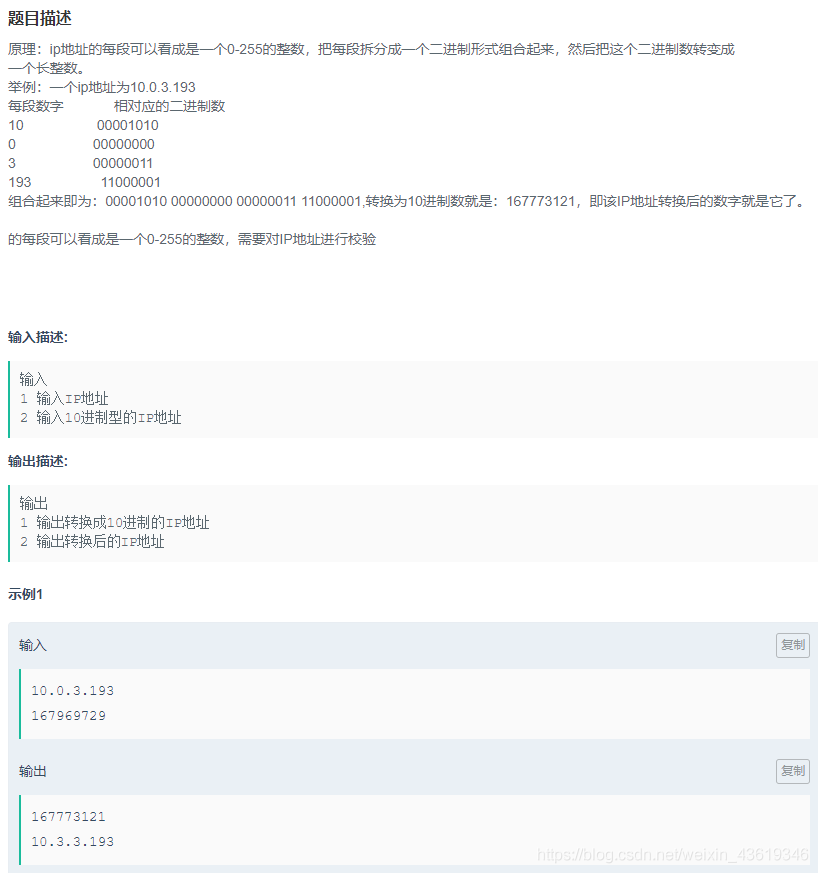 题目描述
原理：ip地址的每段可以看成是一个0-255的整数，把每段拆分成一个二进制形式组合起来，然后把这个二进制数转变成
一个长整数。
举例：一个ip地址为10.0.3.193
每段数字 相对应的二进制数
10 00001010
0 00000000
3 00000011
193 11000001
组合起来即为：00001010 00000000 00000011 11000001,转换为10进制数就是：167773121，即该IP地址转换后的数字就是它了。
的每段可以看成是一个0-255的整数，需要对IP地址进行校验
输入描述:
输入
1 输入IP地址
2 输入10进制型的IP地址
输出描述:
输出
1 输出转换成10进制的IP地址
2 输出转换后的IP地址
示例1
输入
复制
10.0.3.193
167969729
输出
复制
167773121
10.3.3.193
https://blog.csdn.net/weixin_43619346